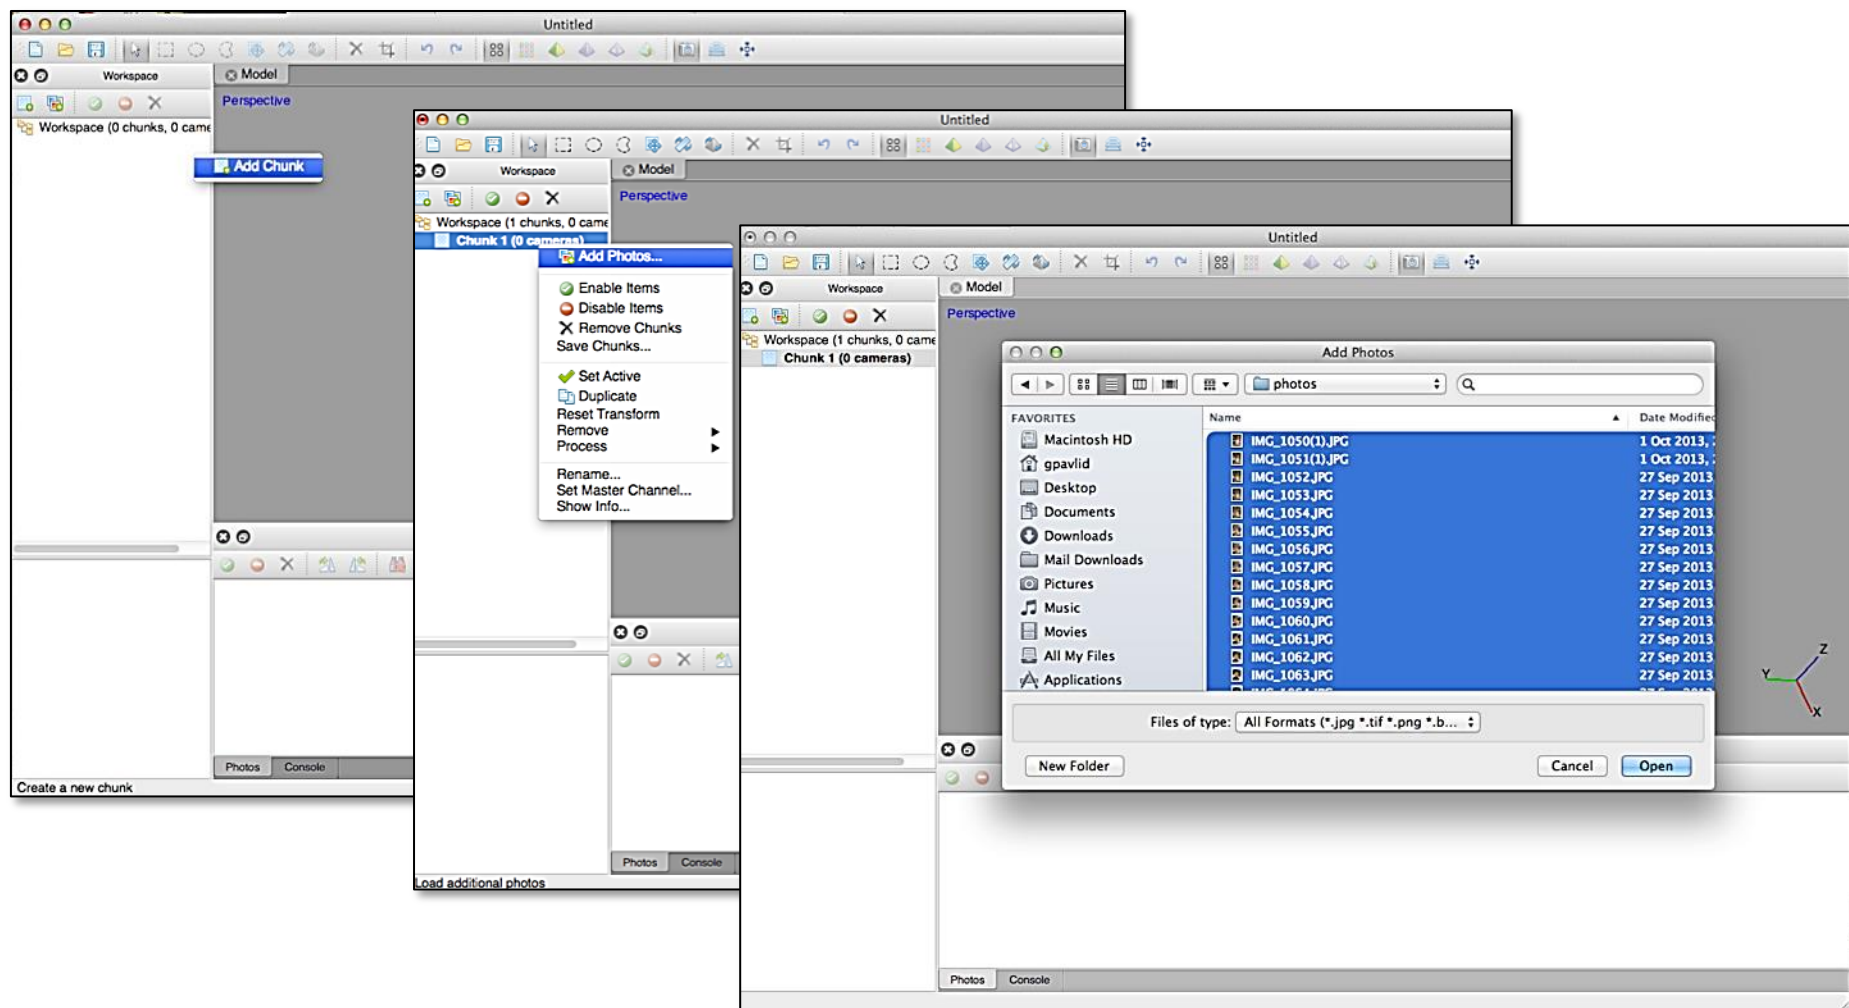 Untitled
Workspace
Model
Perspective
Workspace (0 chunks, 0 came
Add Chunk
Photos
Console
Create a new chunk
Untitled
Workspace
Model
Perspective
Workspace (1 chunks, 0 came
Chunk 1 (0 cameras)
Add Photos...
Enable Items
Disable Items
Remove Chunks
Save Chunks...
Set Active
Duplicate
Reset Transform
Remove
Process
Rename...
Set Master Channel...
Show Info...
Photos
Console
Load additional photos
Untitled
Workspace
Model
Perspective
Workspace (1 chunks, 0 came
Chunk 1 (0 cameras)
Add Photos
photos
FAVORITES
Macintosh HD
gpavlid
Desktop
Documents
Downloads
Mail Downloads
Pictures
Music
Movies
All My Files
Applications
Name Date Modified
IMG_1050(1).JPG 1 Oct 2013,
IMG_1051(1).JPG 1 Oct 2013,
IMG_1052.JPG 27 Sep 2013
IMG_1053.JPG 27 Sep 2013
IMG_1054.JPG 27 Sep 2013
IMG_1055.JPG 27 Sep 2013
IMG_1056.JPG 27 Sep 2013
IMG_1057.JPG 27 Sep 2013
IMG_1058.JPG 27 Sep 2013
IMG_1059.JPG 27 Sep 2013
IMG_1060.JPG 27 Sep 2013
IMG_1061.JPG 27 Sep 2013
IMG_1062.JPG 27 Sep 2013
IMG_1063.JPG 27 Sep 2013
Files of type: All Formats (*.jpg *.tif *.png *.b...
New Folder
Cancel
Open
Z
Y
X
Photos
Console